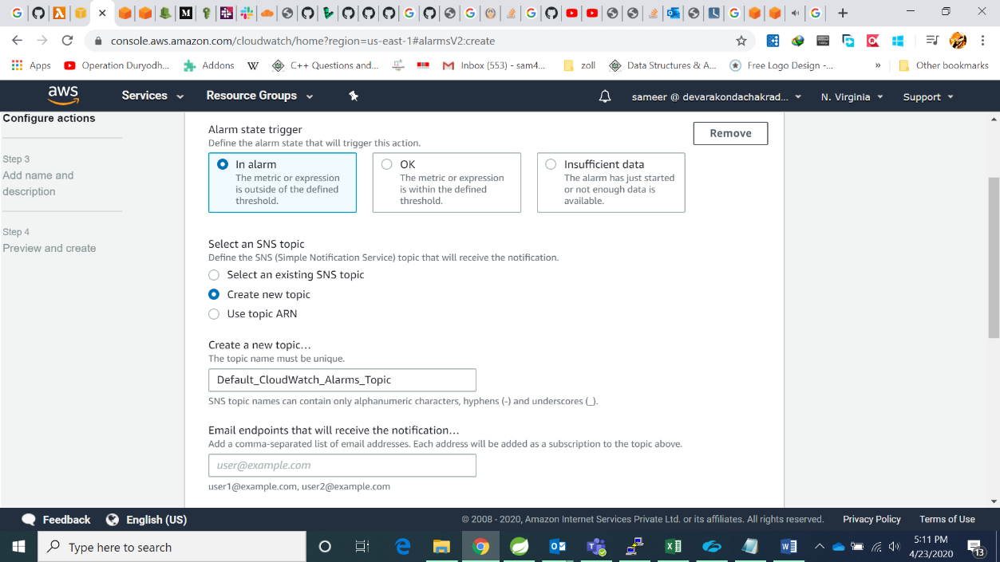 console.aws.amazon.com/cloudwatch/home?region=us-east-1#alarmsV2:create
Apps
Operation Duryodh...
Addons
W
C++ Questions and...
Inbox (553) - sam4...
zoll
Data Structures & A...
Free Logo Design -...
»
Other bookmarks
aws
Services
Resource Groups
sameer @ devarakondachakrad...
N. Virginia
Support
Configure actions
Step 3
Add name and
description
Step 4
Preview and create
Alarm state trigger
Define the alarm state that will trigger this action.
Remove
In alarm
The metric or expression
is outside of the defined
threshold.
OK
The metric or expression
is within the defined
threshold.
Insufficient data
The alarm has just started
or not enough data is
available.
Select an SNS topic
Define the SNS (Simple Notification Service) topic that will receive the notification.
Select an existing SNS topic
Create new topic
Use topic ARN
Create a new topic…
The topic name must be unique.
Default_CloudWatch_Alarms_Topic
SNS topic names can contain only alphanumeric characters, hyphens (-) and underscores (_).
Email endpoints that will receive the notification…
Add a comma-separated list of email addresses. Each address will be added as a subscription to the topic above.
user@example.com
user1@example.com, user2@example.com
Feedback
English (US)
© 2008 - 2020, Amazon Internet Services Private Ltd. or its affiliates. All rights reserved.
Privacy Policy
Terms of Use
Type here to search
5:11 PM
4/23/2020
13